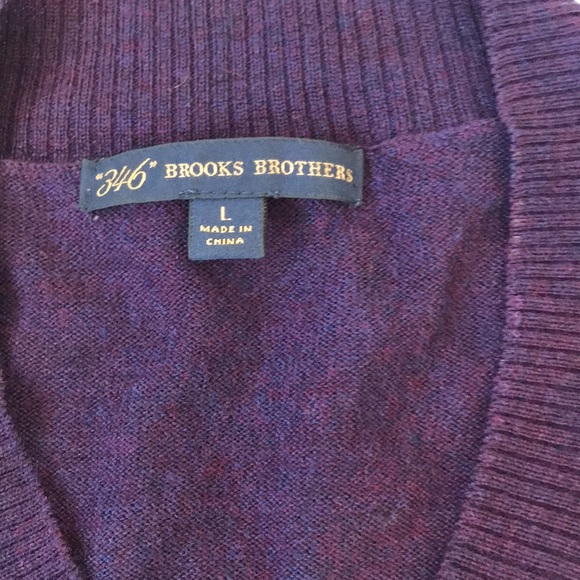 "346" BROOKS BROTHERS
L
MADE IN
CHINA